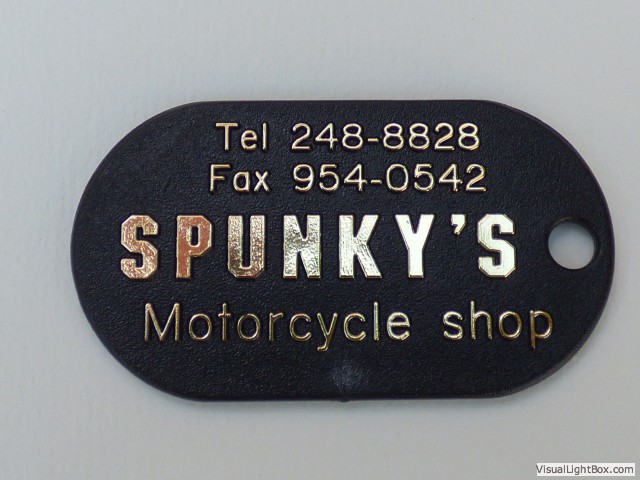 Tel 248-8828
Fax 954-0542
SPUNKY'S
Motorcycle shop
VisualLightBox.com